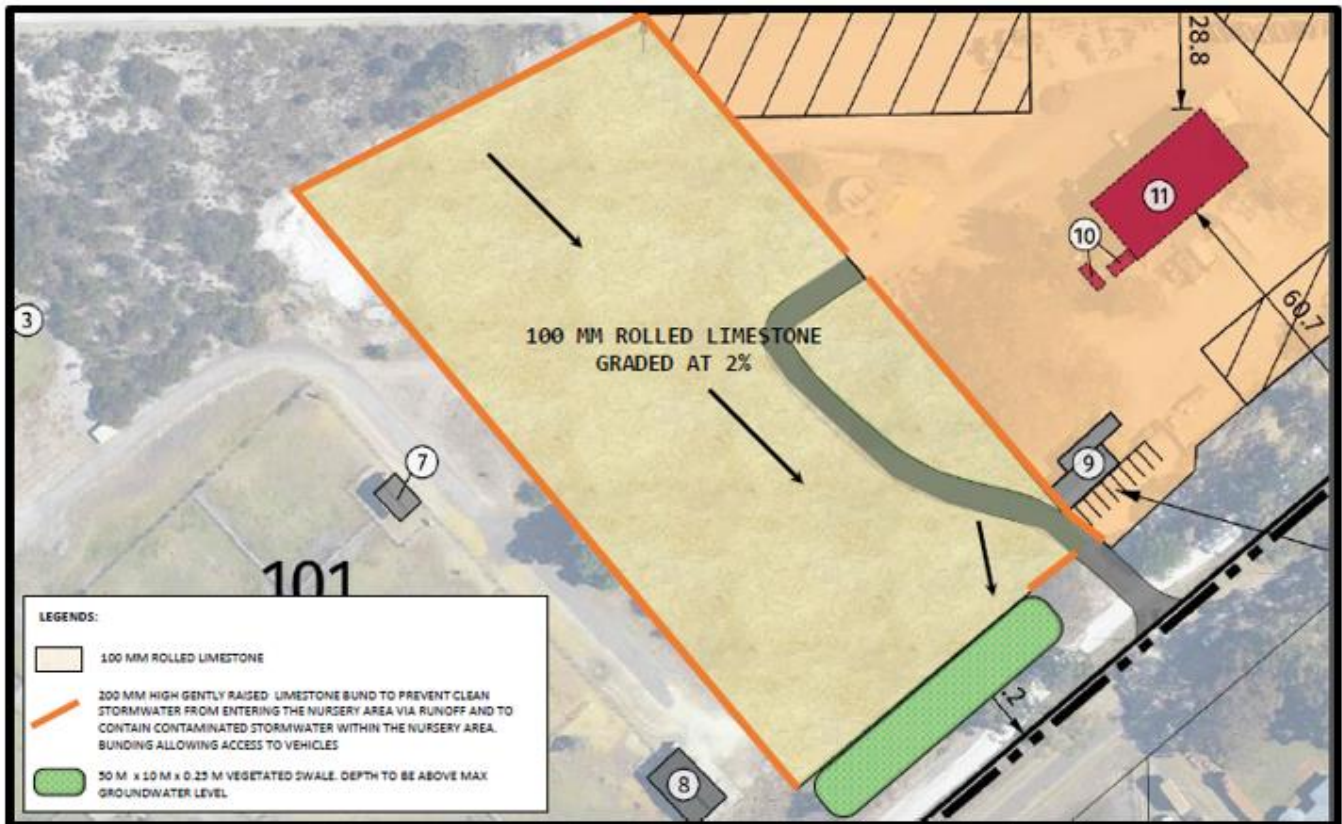 28.8
11
10
3
100 MM ROLLED LIMESTONE
GRADED AT 2%
60.7
7
9
101
LEGENDS:
100 MM ROLLED LIMESTONE
200 MM HIGH GENTLY RAISED LIMESTONE BUND TO PREVENT CLEAN
STORMWATER FROM ENTERING THE NURSERY AREA VIA RUNOFF AND TO
CONTAIN CONTAMINATED STORMWATER WITHIN THE NURSERY AREA.
BUNDING ALLOWING ACCESS TO VEHICLES
50 M x 10 M x 0.25 M VEGETATED SWALE. DEPTH TO BE ABOVE MAX
GROUNDWATER LEVEL
8